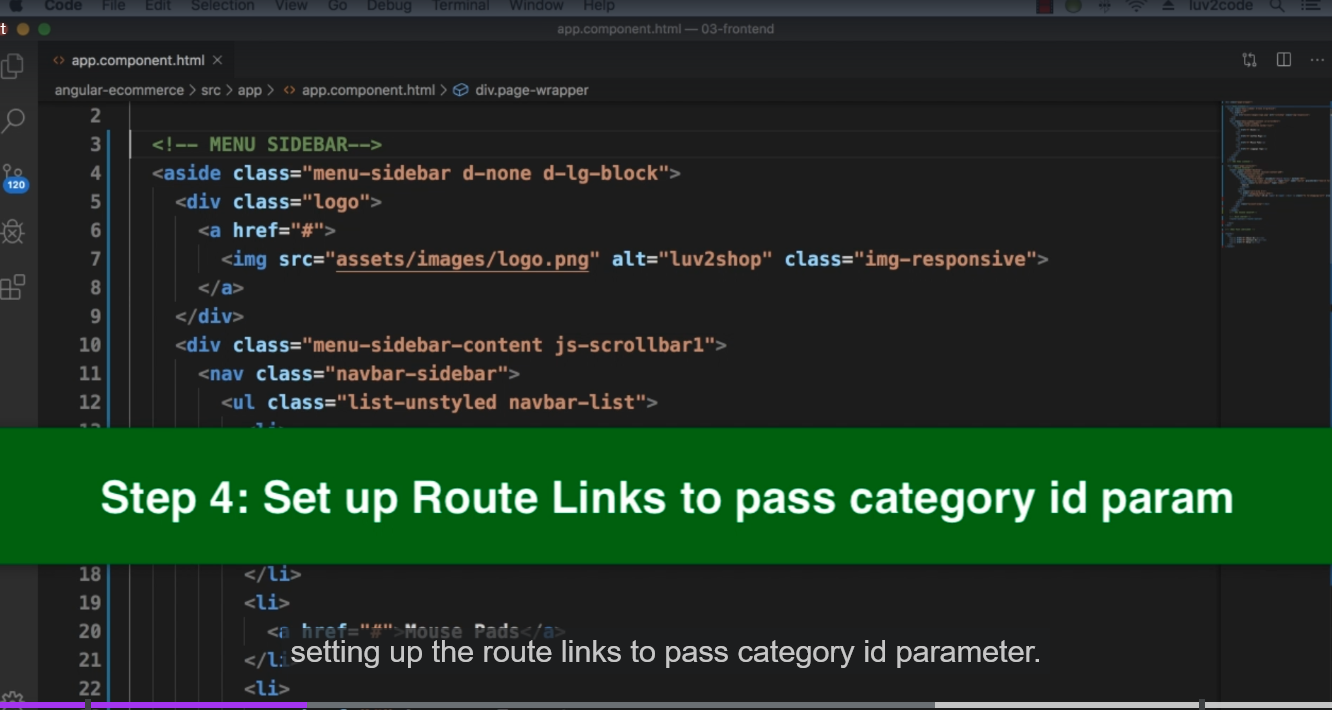 Code File Edit Selection View Go Debug Terminal Window Help luv2code
app.component.html — 03-frontend
<> app.component.html ×
angular-ecommerce > src > app > <> app.component.html > div.page-wrapper
2
3 <!-- MENU SIDEBAR-->
4 <aside class="menu-sidebar d-none d-lg-block">
5 <div class="logo">
6 <a href="#">
7 <img src="assets/images/logo.png" alt="luv2shop" class="img-responsive">
8 </a>
9 </div>
10 <div class="menu-sidebar-content js-scrollbar1">
11 <nav class="navbar-sidebar">
12 <ul class="list-unstyled navbar-list">
120
Step 4: Set up Route Links to pass category id param
18 </li>
19 <li>
20 <a href="#">Mouse Pads</a>
21 </li
setting up the route links to pass category id parameter.
22 <li>